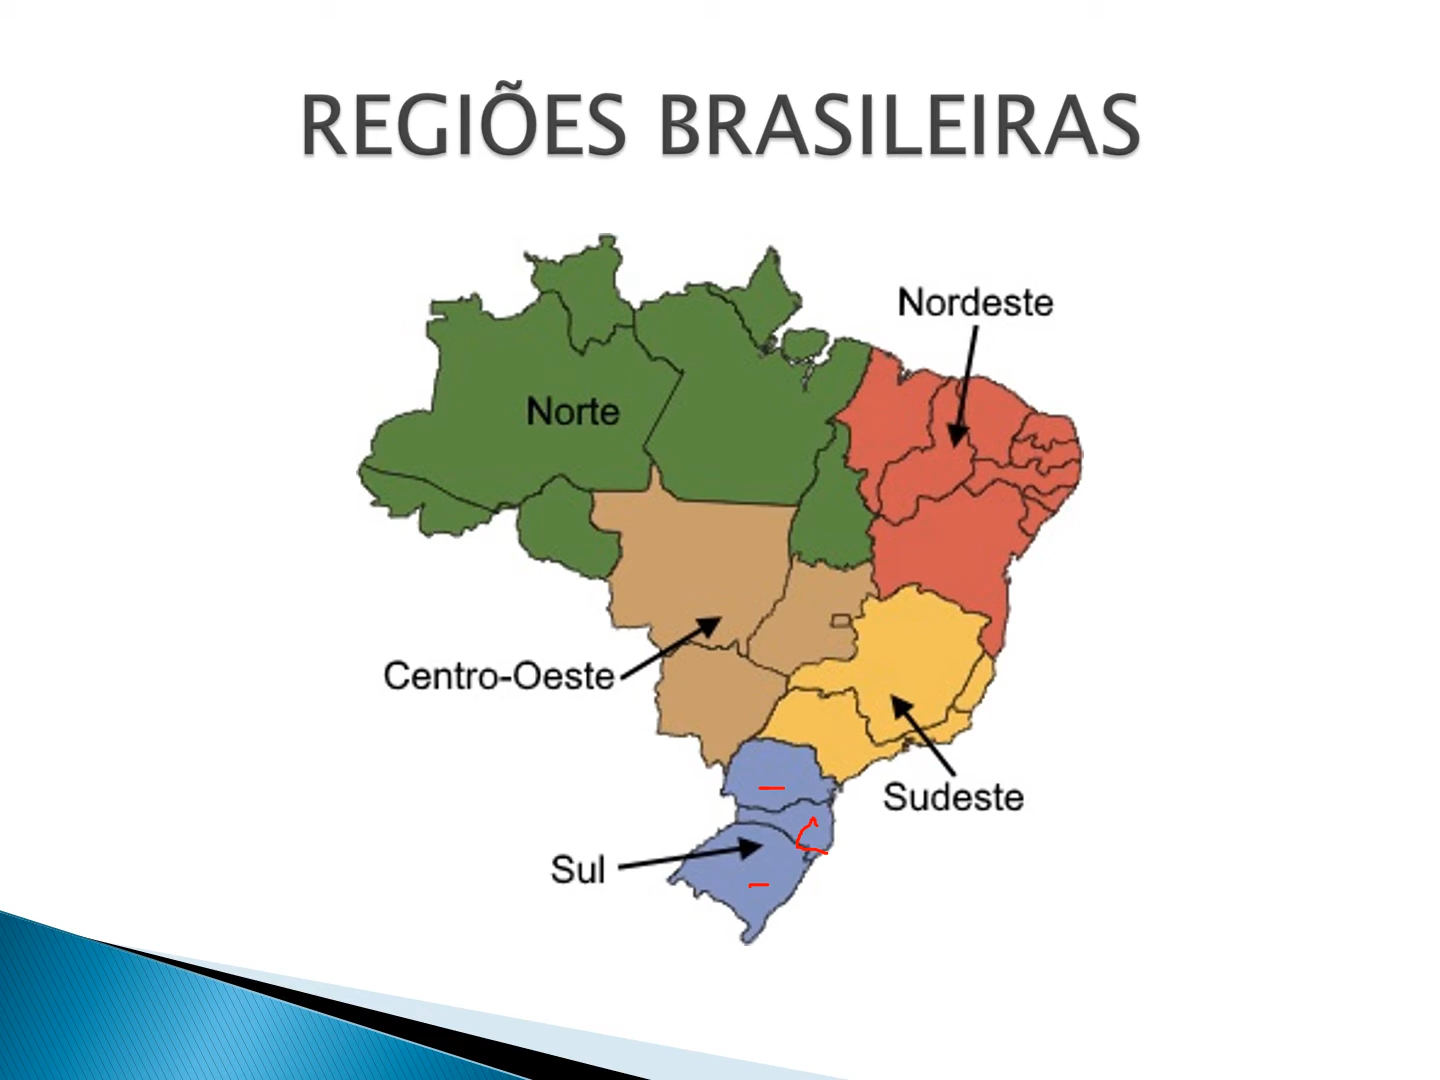 REGIÕES BRASILEIRAS
Nordeste
Norte
Centro-Oeste
Sudeste
Sul